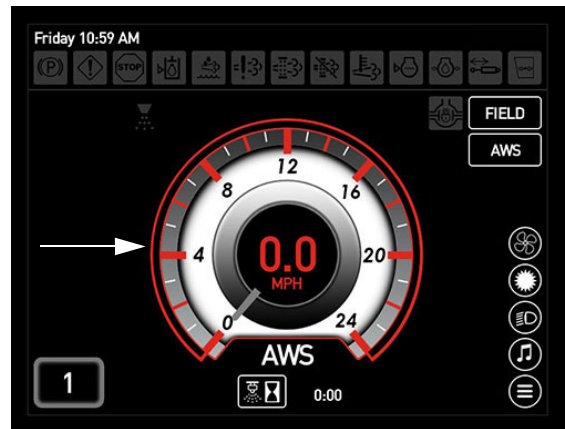 Friday 10:59 AM
P
STOP
FIELD
AWS
12
8
16
4
20
0.0
MPH
0
24
AWS
1
0:00